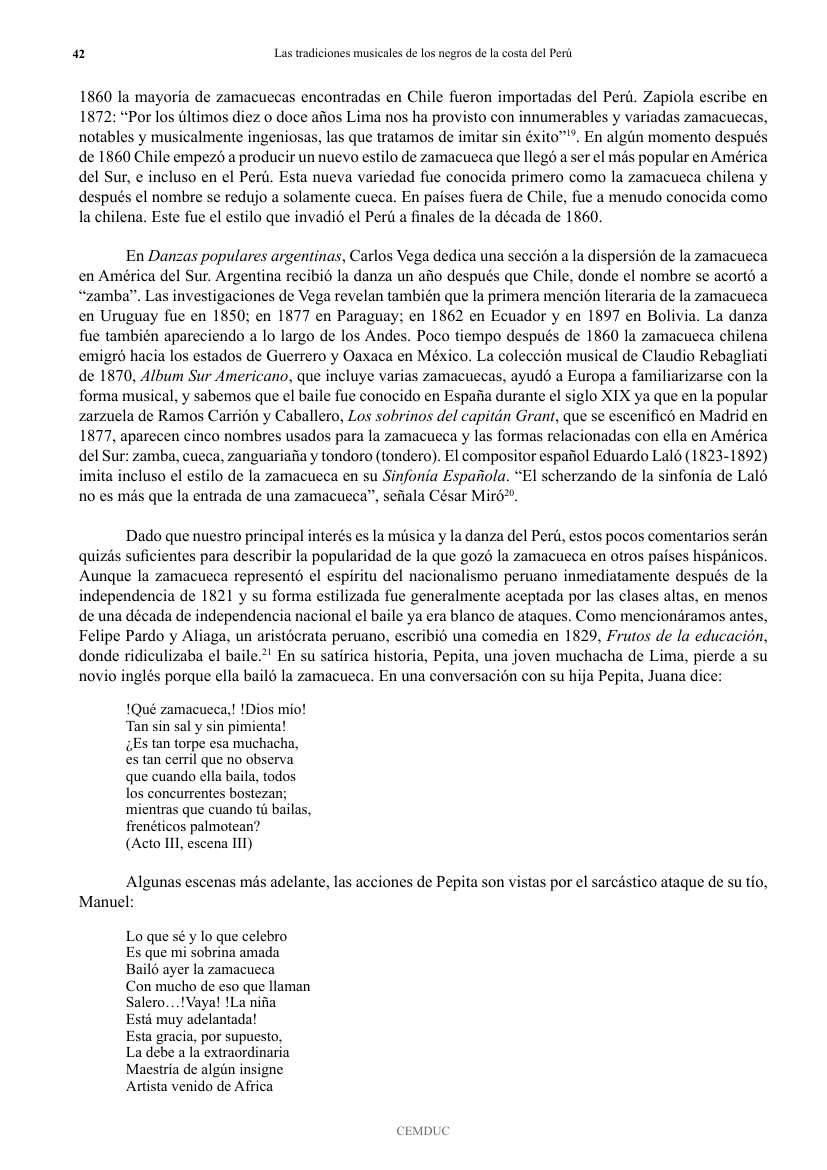 42
Las tradiciones musicales de los negros de la costa del Perú
1860 la mayoría de zamacuecas encontradas en Chile fueron importadas del Perú. Zapiola escribe en
1872: “Por los últimos diez o doce años Lima nos ha provisto con innumerables y variadas zamacuecas,
notables y musicalmente ingeniosas, las que tratamos de imitar sin éxito”19. En algún momento después
de 1860 Chile empezó a producir un nuevo estilo de zamacueca que llegó a ser el más popular en América
del Sur, e incluso en el Perú. Esta nueva variedad fue conocida primero como la zamacueca chilena y
después el nombre se redujo a solamente cueca. En países fuera de Chile, fue a menudo conocida como
la chilena. Este fue el estilo que invadió el Perú a finales de la década de 1860.
En Danzas populares argentinas, Carlos Vega dedica una sección a la dispersión de la zamacueca
en América del Sur. Argentina recibió la danza un año después que Chile, donde el nombre se acortó a
“zamba”. Las investigaciones de Vega revelan también que la primera mención literaria de la zamacueca
en Uruguay fue en 1850; en 1877 en Paraguay; en 1862 en Ecuador y en 1897 en Bolivia. La danza
fue también apareciendo a lo largo de los Andes. Poco tiempo después de 1860 la zamacueca chilena
emigró hacia los estados de Guerrero y Oaxaca en México. La colección musical de Claudio Rebagliati
de 1870, Album Sur Americano, que incluye varias zamacuecas, ayudó a Europa a familiarizarse con la
forma musical, y sabemos que el baile fue conocido en España durante el siglo XIX ya que en la popular
zarzuela de Ramos Carrión y Caballero, Los sobrinos del capitán Grant, que se escenificó en Madrid en
1877, aparecen cinco nombres usados para la zamacueca y las formas relacionadas con ella en América
del Sur: zamba, cueca, zanguariaña y tondoro (tondero). El compositor español Eduardo Laló (1823-1892)
imita incluso el estilo de la zamacueca en su Sinfonía Española. “El scherzando de la sinfonía de Laló
no es más que la entrada de una zamacueca”, señala César Miró20.
Dado que nuestro principal interés es la música y la danza del Perú, estos pocos comentarios serán
quizás suficientes para describir la popularidad de la que gozó la zamacueca en otros países hispánicos.
Aunque la zamacueca representó el espíritu del nacionalismo peruano inmediatamente después de la
independencia de 1821 y su forma estilizada fue generalmente aceptada por las clases altas, en menos
de una década de independencia nacional el baile ya era blanco de ataques. Como mencionáramos antes,
Felipe Pardo y Aliaga, un aristócrata peruano, escribió una comedia en 1829, Frutos de la educación,
donde ridiculizaba el baile.21 En su satírica historia, Pepita, una joven muchacha de Lima, pierde a su
novio inglés porque ella bailó la zamacueca. En una conversación con su hija Pepita, Juana dice:
!Qué zamacueca,! !Dios mío!
Tan sin sal y sin pimienta!
¿Es tan torpe esa muchacha,
es tan cerril que no observa
que cuando ella baila, todos
los concurrentes bostezan;
mientras que cuando tú bailas,
frenéticos palmotean?
(Acto III, escena III)
Algunas escenas más adelante, las acciones de Pepita son vistas por el sarcástico ataque de su tío,
Manuel:
Lo que sé y lo que celebro
Es que mi sobrina amada
Bailó ayer la zamacueca
Con mucho de eso que llaman
Salero…!Vaya! !La niña
Está muy adelantada!
Esta gracia, por supuesto,
La debe a la extraordinaria
Maestría de algún insigne
Artista venido de Africa
CEMDUC